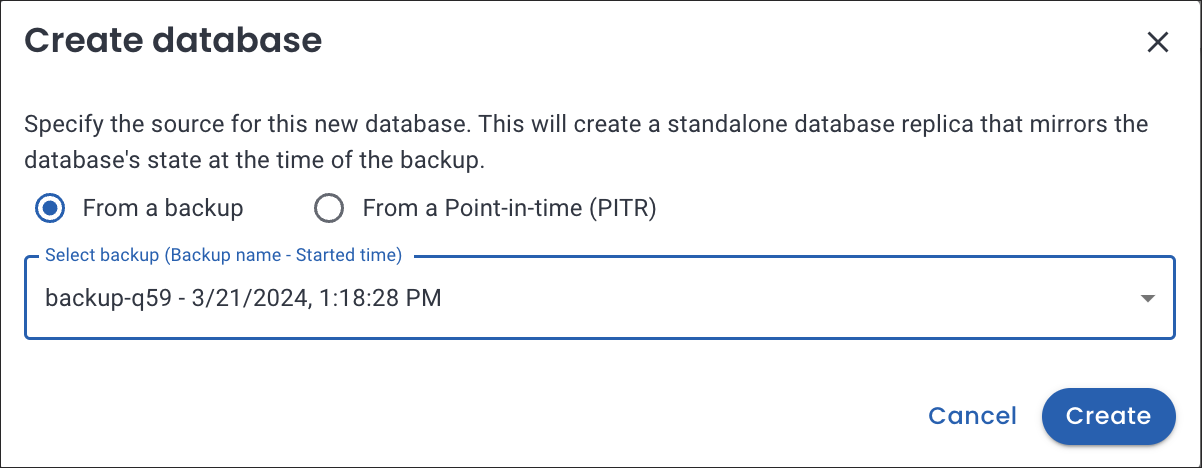 Create database
Specify the source for this new database. This will create a standalone database replica that mirrors the
database's state at the time of the backup.
From a backup
From a Point-in-time (PITR)
Select backup (Backup name - Started time)
backup-q59 - 3/21/2024, 1:18:28 PM
Cancel
Create